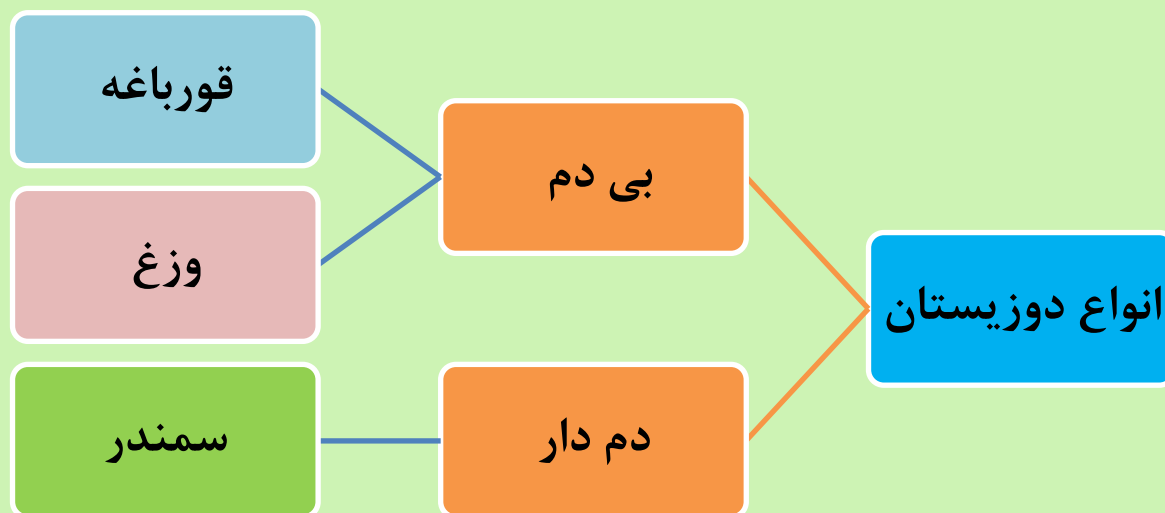 انواع دوزیستان
بی دم
قورباغه
وزغ
دم دار
سمندر